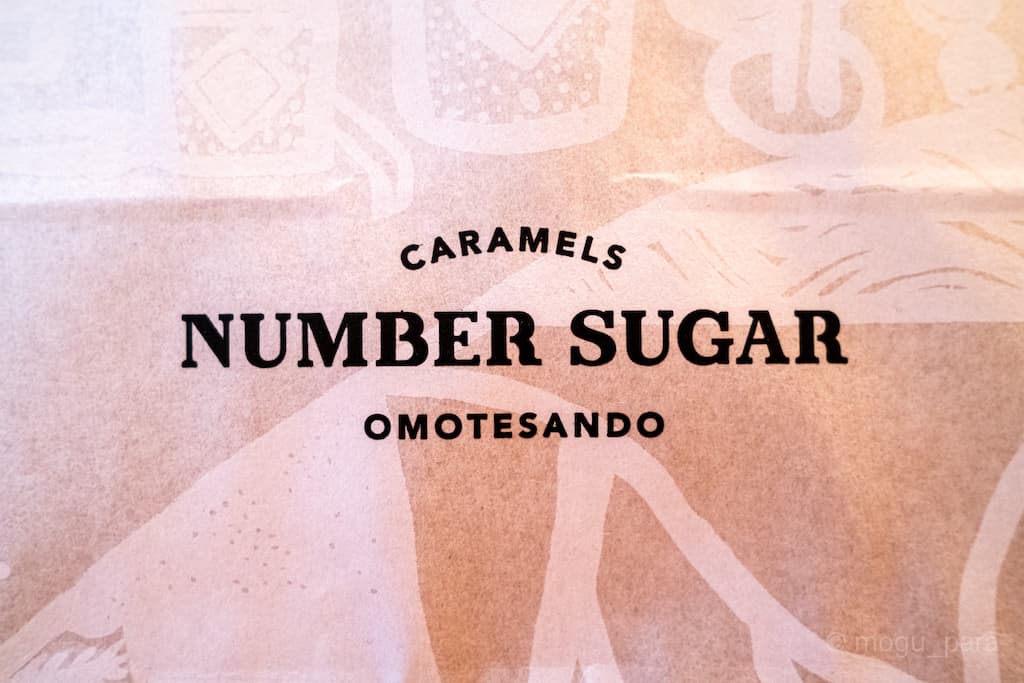 CARAMELS
NUMBER SUGAR
OMOTESANDO
© mogu_para